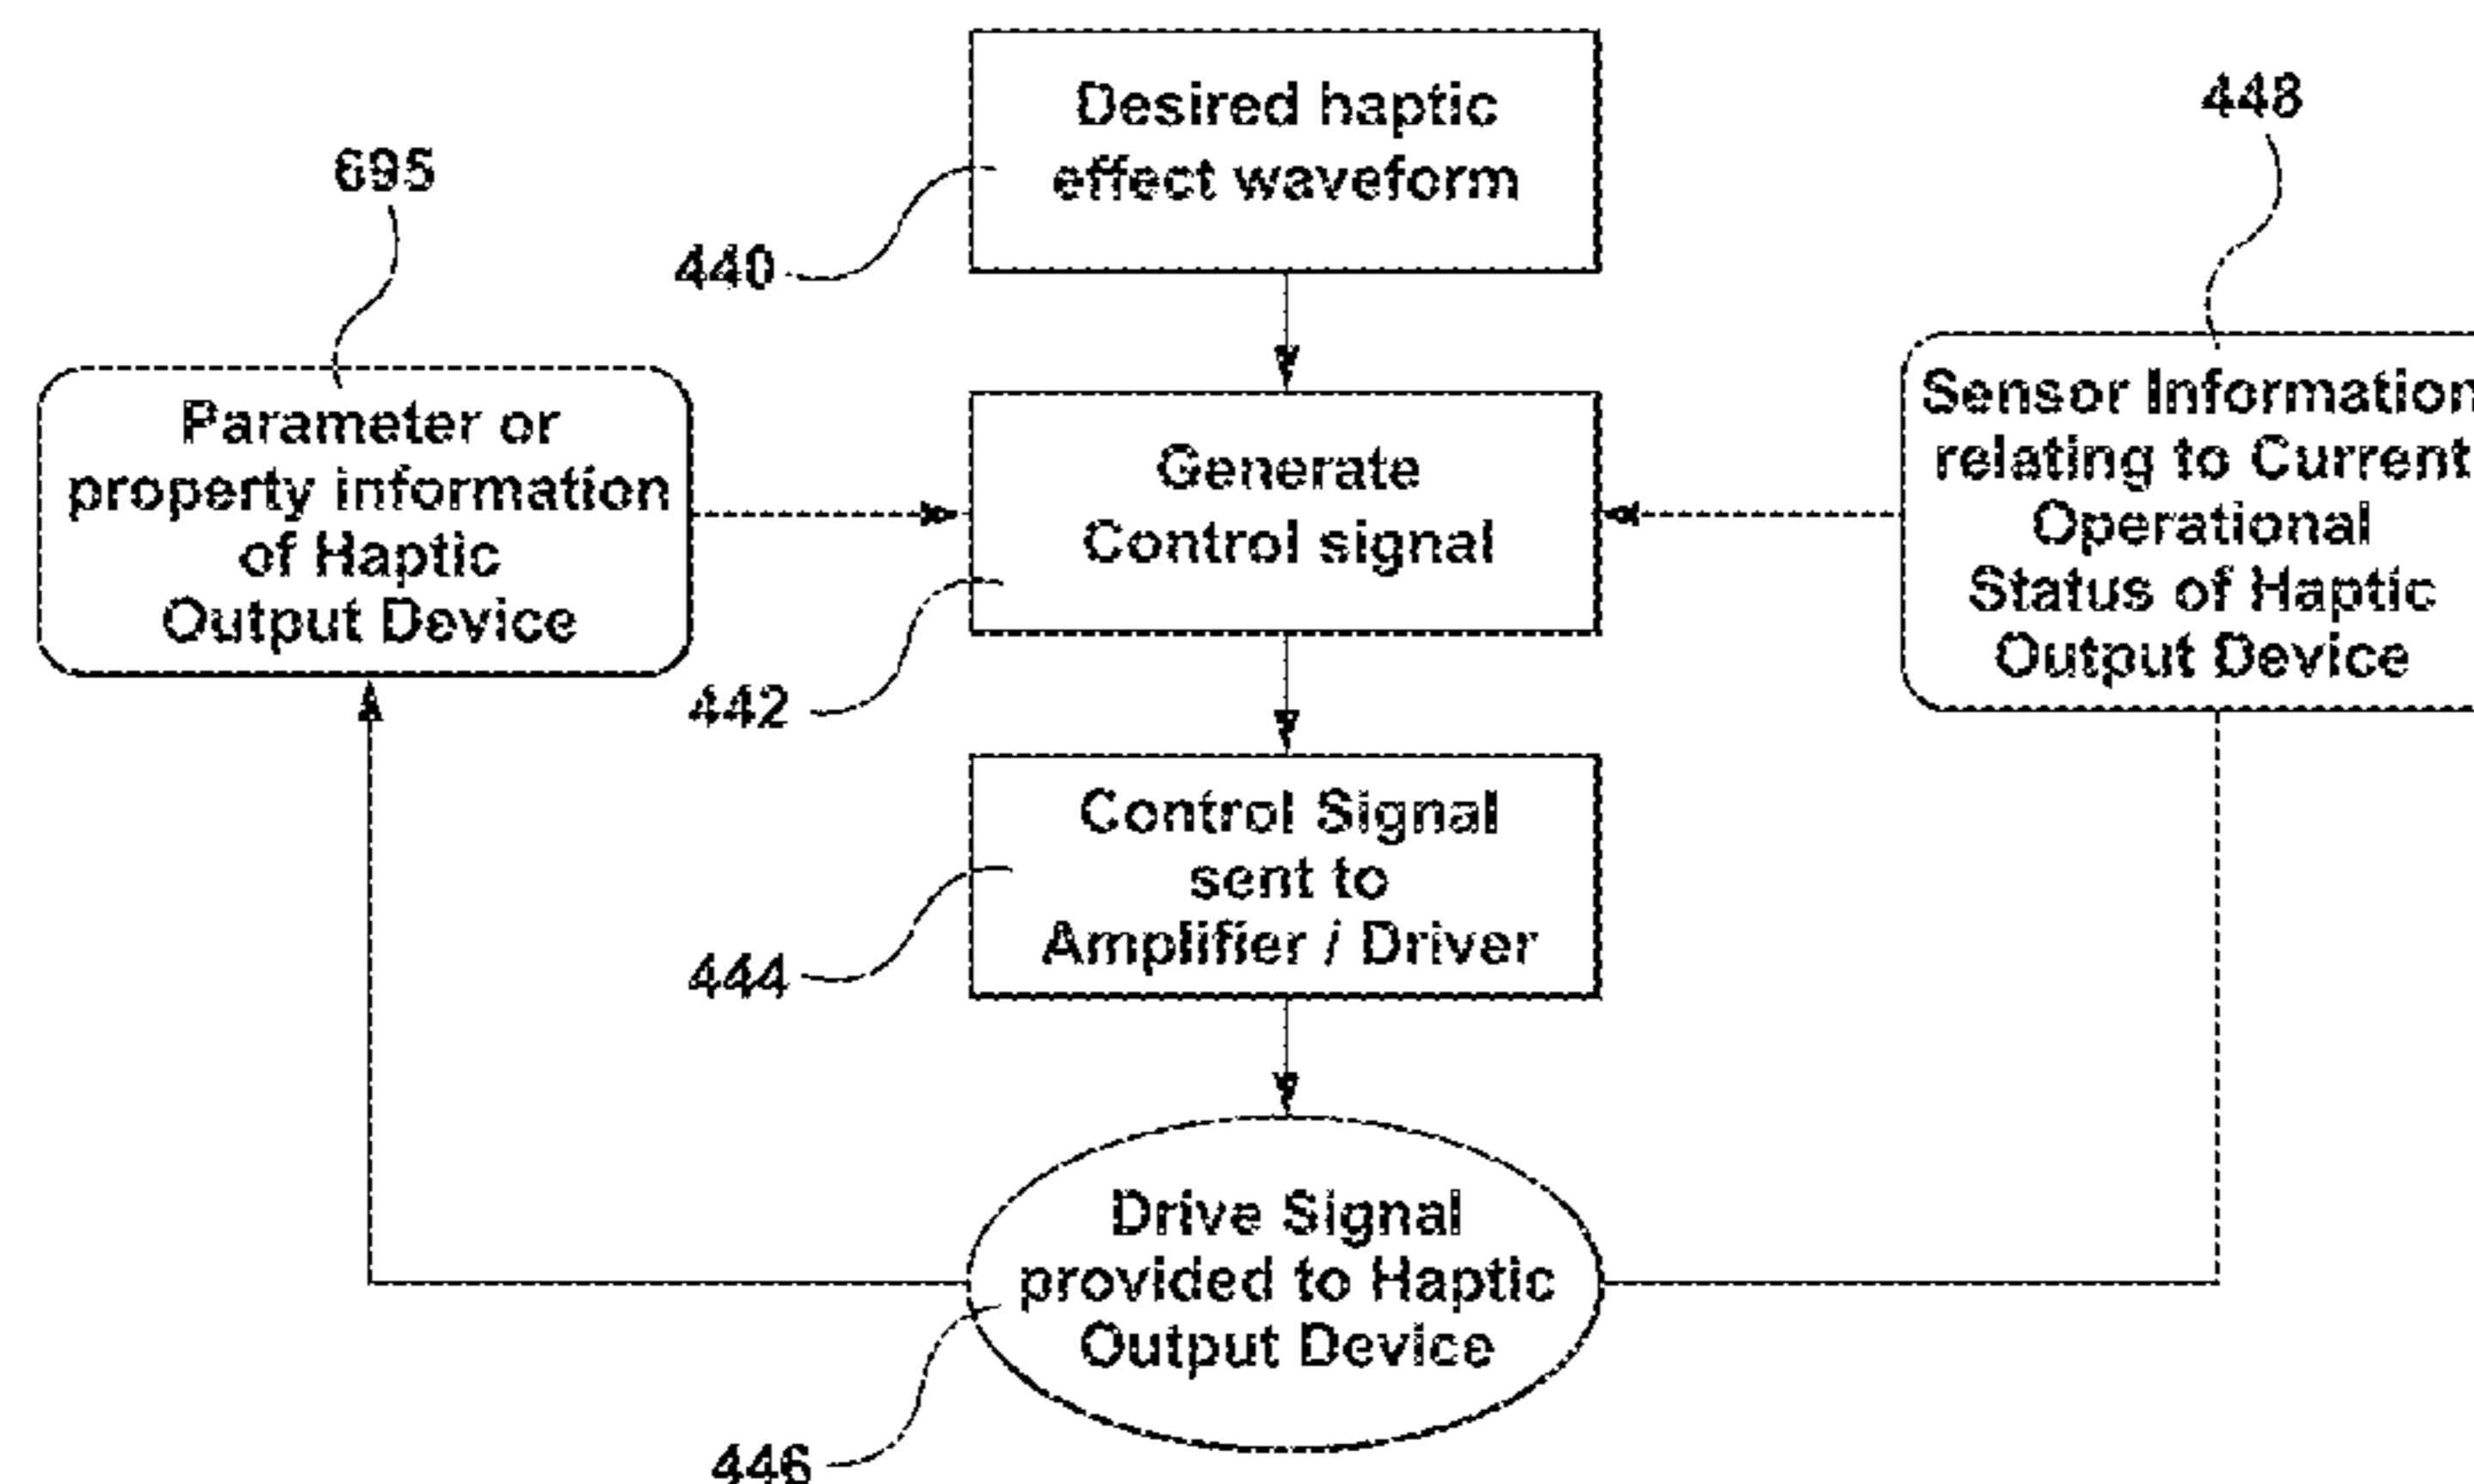 Desired haptic
effect waveform
440
695
448
Parameter or
property information
of Haptic
Output Device
Generate
Control signal
442
Sensor Information
relating to Current
Operational
Status of Haptic
Output Device
Control Signal
sent to
Amplifier / Driver
444
Drive Signal
provided to Haptic
Output Device
446